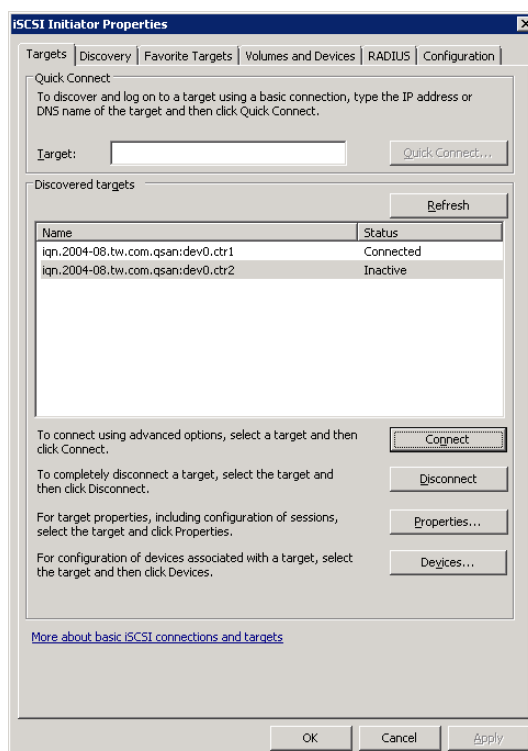 iSCSI Initiator Properties
Targets Discovery Favorite Targets Volumes and Devices RADIUS Configuration
Quick Connect
To discover and log on to a target using a basic connection, type the IP address or
DNS name of the target and then click Quick Connect.
Target: Quick Connect...
Discovered targets
Refresh
Name Status
iqn.2004-08.tw.com.qsan:dev0.ctr1 Connected
iqn.2004-08.tw.com.qsan:dev0.ctr2 Inactive
To connect using advanced options, select a target and then
click Connect.
Connect
To completely disconnect a target, select the target and
then click Disconnect.
Disconnect
For target properties, including configuration of sessions,
select the target and click Properties.
Properties...
For configuration of devices associated with a target, select
the target and then click Devices.
Devices...
More about basic iSCSI connections and targets
OK Cancel Apply